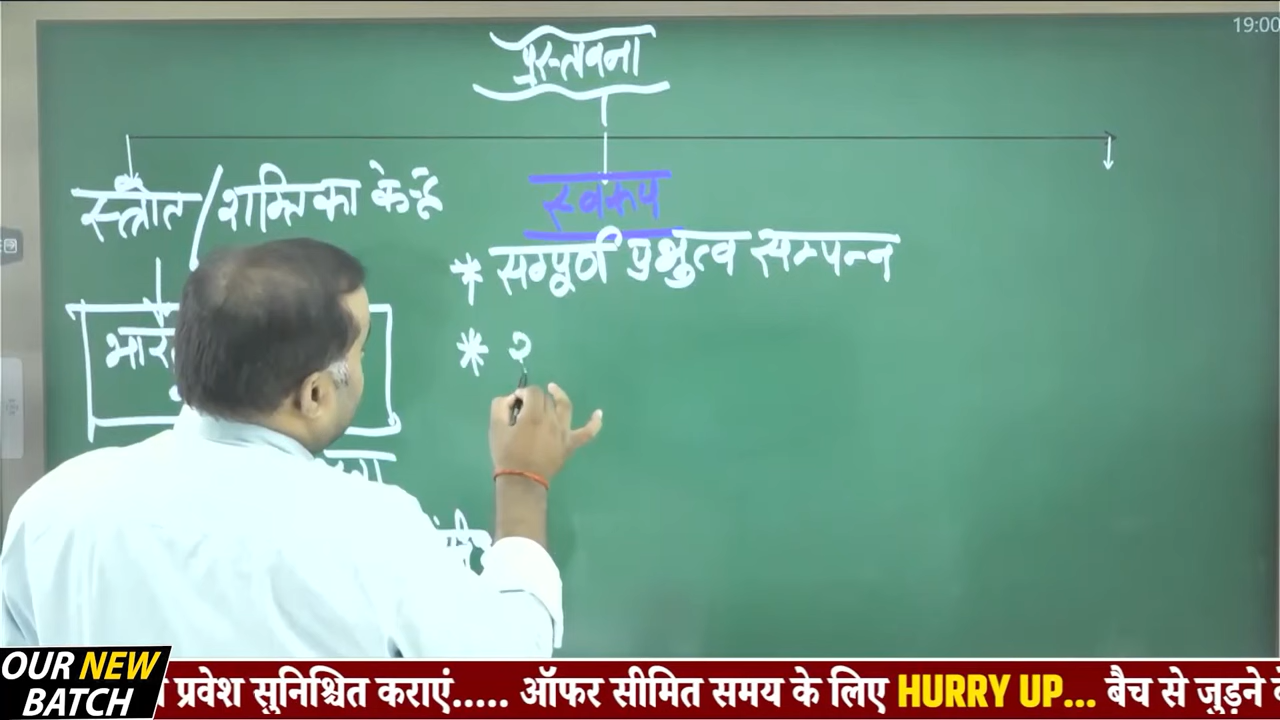 19:00
प्रस्तावना
स्त्रोत/शक्ति का केन्द्र
स्वरूप
* सम्पूर्ण प्रभुत्व सम्पन्न
*
OUR NEW BATCH
प्रवेश सुनिश्चित कराएं..... ऑफर सीमित समय के लिए HURRY UP... बैच से जुड़ने